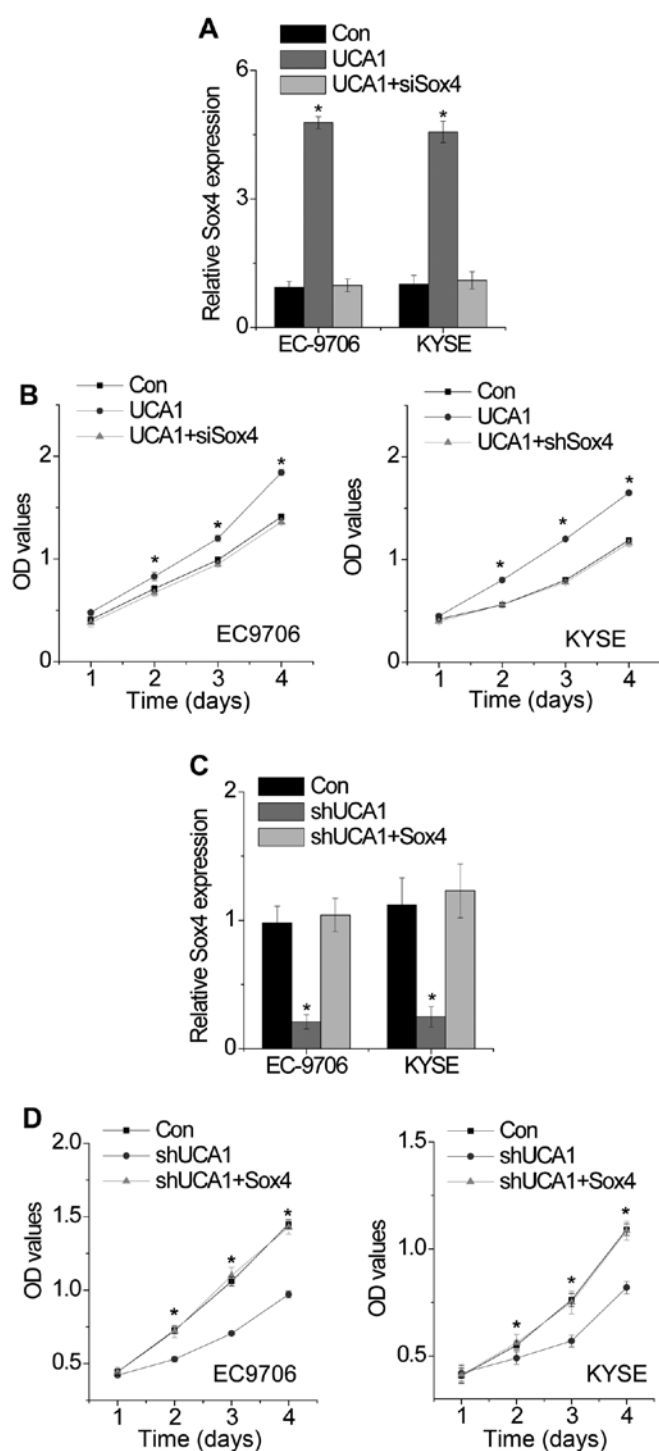 A
Con
UCA1
UCA1+siSox4
Relative Sox4 expression
6
3
0
*
*
EC-9706
KYSE
B
Con
UCA1
UCA1+siSox4
OD values
2
1
0
*
*
*
EC9706
1 2 3 4
Time (days)
Con
UCA1
UCA1+shSox4
OD values
2
1
0
*
*
*
KYSE
1 2 3 4
Time (days)
C
Con
shUCA1
shUCA1+Sox4
Relative Sox4 expression
2
1
0
*
*
EC-9706
KYSE
D
Con
shUCA1
shUCA1+Sox4
OD values
2.0
1.5
1.0
0.5
*
*
*
EC9706
1 2 3 4
Time (days)
Con
shUCA1
shUCA1+Sox4
OD values
1.5
1.0
0.5
*
*
*
KYSE
1 2 3 4
Time (days)